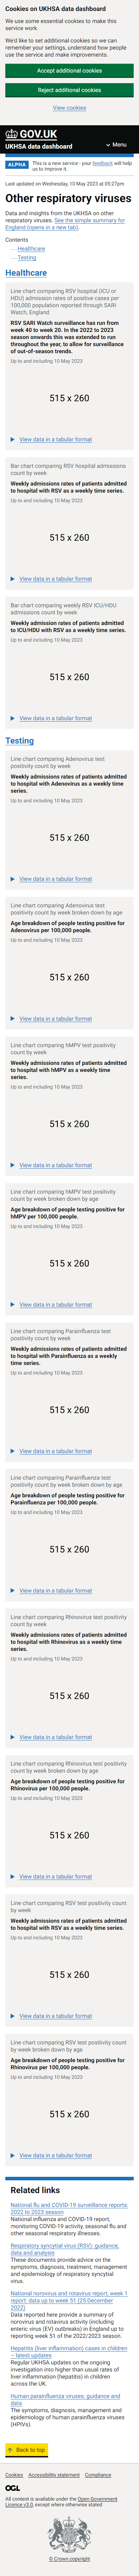 Cookies on UKHSA data dashboard
We use some essential cookies to make this
service work.
We'd like to set additional cookies so we can
remember your settings, understand how people
use the service and make improvements.
Accept additional cookies
Reject additional cookies
View cookies
GOV.UK
UKHSA data dashboard
Menu
ALPHA
This is a new service - your feedback will help
us to improve it.
Last updated on Wednesday, 10 May 2023 at 05:27pm
Other respiratory viruses
Data and insights from the UKHSA on other
respiratory viruses. See the simple summary for
England (opens in a new tab).
Contents
— Healthcare
— Testing
Healthcare
Line chart comparing RSV hospital (ICU or
HDU) admission rates of positive cases per
100,000 population reported through SARI
Watch, England
RSV SARI Watch surveillance has run from
week 40 to week 20. In the 2022 to 2023
season onwards this was extended to run
throughout the year, to allow for surveillance
of out-of-season trends.
Up to and including 10 May 2023
515 x 260
View data in a tabular format
Bar chart comparing RSV hospital admissions
count by week
Weekly admissions rates of patients admitted
to hospital with RSV as a weekly time series.
Up to and including 10 May 2023
515 x 260
View data in a tabular format
Bar chart comparing weekly RSV ICU/HDU
admissions count by week
Weekly admission rates of patients admitted
to ICU/HDU with RSV as a weekly time series.
Up to and including 10 May 2023
515 x 260
View data in a tabular format
Testing
Line chart comparing Adenovirus test
positivity count by week
Weekly admissions rates of patients admitted
to hospital with Adenovirus as a weekly time
series.
Up to and including 10 May 2023
515 x 260
View data in a tabular format
Line chart comparing Adenovirus test
positivity count by week broken down by age
Age breakdown of people testing positive for
Adenovirus per 100,000 people.
Up to and including 10 May 2023
515 x 260
View data in a tabular format
Line chart comparing hMPV test positivity
count by week
Weekly admissions rates of patients admitted
to hospital with hMPV as a weekly time
series.
Up to and including 10 May 2023
515 x 260
View data in a tabular format
Line chart comparing hMPV test positivity
count by week broken down by age
Age breakdown of people testing positive for
hMPV per 100,000 people.
Up to and including 10 May 2023
515 x 260
View data in a tabular format
Line chart comparing Parainfluenza test
positivity count by week
Weekly admissions rates of patients admitted
to hospital with Parainfluenza as a weekly
time series.
Up to and including 10 May 2023
515 x 260
View data in a tabular format
Line chart comparing Parainfluenza test
positivity count by week broken down by age
Age breakdown of people testing positive for
Parainfluenza per 100,000 people.
Up to and including 10 May 2023
515 x 260
View data in a tabular format
Line chart comparing Rhinovirus test positivity
count by week
Weekly admissions rates of patients admitted
to hospital with Rhinovirus as a weekly time
series.
Up to and including 10 May 2023
515 x 260
View data in a tabular format
Line chart comparing Rhinovirus test positivity
count by week broken down by age
Age breakdown of people testing positive for
Rhinovirus per 100,000 people.
Up to and including 10 May 2023
515 x 260
View data in a tabular format
Line chart comparing RSV test positivity count
by week
Weekly admissions rates of patients admitted
to hospital with RSV as a weekly time series.
Up to and including 10 May 2023
515 x 260
View data in a tabular format
Line chart comparing RSV test positivity count
by week broken down by age
Age breakdown of people testing positive for
Rhinovirus per 100,000 people.
Up to and including 10 May 2023
515 x 260
View data in a tabular format
Related links
National flu and COVID-19 surveillance reports:
2022 to 2023 season
National influenza and COVID-19 report,
monitoring COVID-19 activity, seasonal flu and
other seasonal respiratory illnesses.
Respiratory syncytial virus (RSV): guidance,
data and analysis
These documents provide advice on the
symptoms, diagnosis, treatment, management
and epidemiology of respiratory syncytial
virus.
National norovirus and rotavirus report, week 1
report: data up to week 51 (25 December
2022)
Data reported here provide a summary of
norovirus and rotavirus activity (including
enteric virus (EV) outbreaks) in England up to
reporting week 51 of the 2022/2023 season.
Hepatitis (liver inflammation) cases in children
– latest updates
Regular UKHSA updates on the ongoing
investigation into higher than usual rates of
liver inflammation (hepatitis) in children
across the UK.
Human parainfluenza viruses: guidance and
data
The symptoms, diagnosis, management and
epidemiology of human parainfluenza viruses
(HPIVs).
Back to top
Cookies Accessibility statement Compliance
OGL
All content is available under the Open Government
Licence v3.0, except where otherwise stated
© Crown copyright